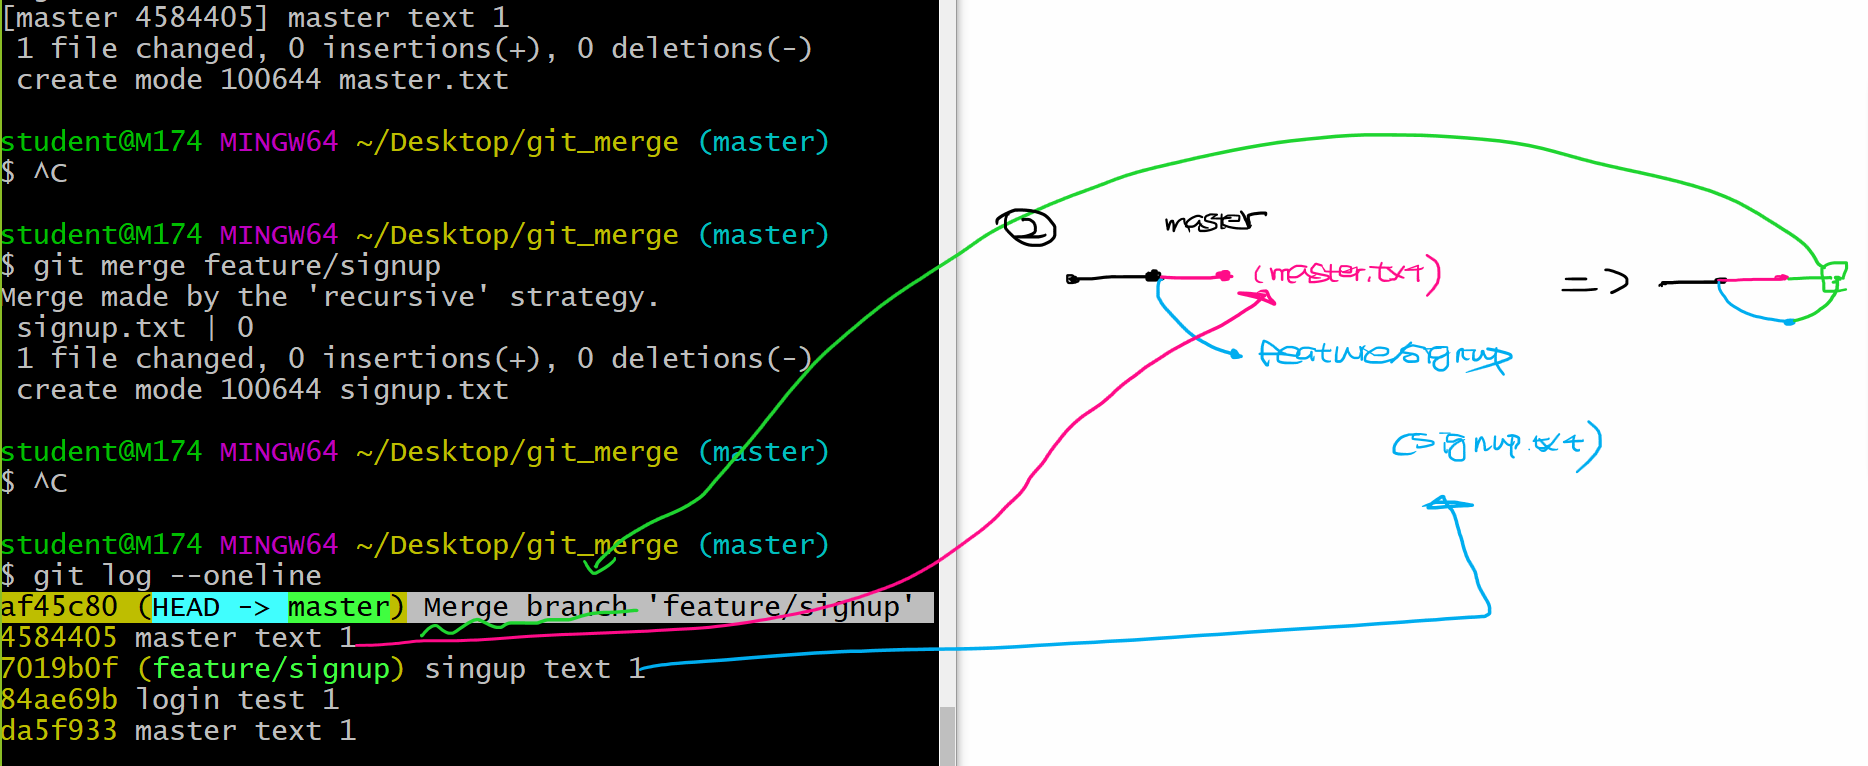 [master 4584405] master text 1
 1 file changed, 0 insertions(+), 0 deletions(-)
 create mode 100644 master.txt
student@M174 MINGW64 ~/Desktop/git_merge (master)
$ ^C
student@M174 MINGW64 ~/Desktop/git_merge (master)
$ git merge feature/signup
Merge made by the 'recursive' strategy.
 signup.txt | 0
 1 file changed, 0 insertions(+), 0 deletions(-)
 create mode 100644 signup.txt
student@M174 MINGW64 ~/Desktop/git_merge (master)
$ ^C
student@M174 MINGW64 ~/Desktop/git_merge (master)
$ git log --oneline
af45c80 (HEAD -> master) Merge branch 'feature/signup'
4584405 master text 1
7019b0f (feature/signup) singup text 1
84ae69b login test 1
da5f933 master text 1
② master
(master.txt) =>
feature/signup
(signup.txt)